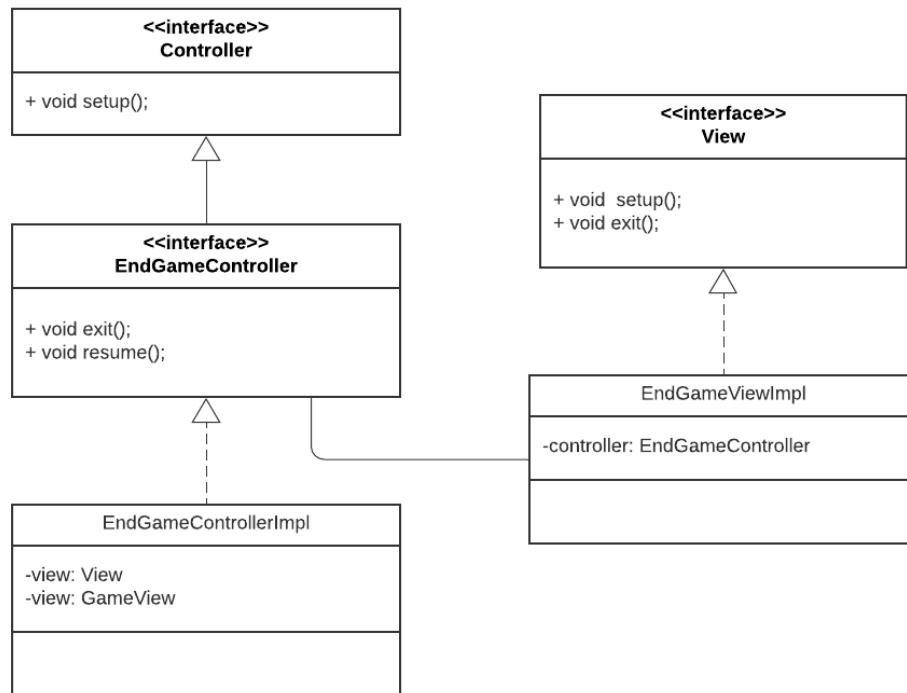 <<interface>>
Controller
+ void setup();
<<interface>>
EndGameController
+ void exit();
+ void resume();
EndGameControllerImpl
-view: View
-view: GameView
<<interface>>
View
+ void  setup();
+ void exit();
EndGameViewImpl
-controller: EndGameController